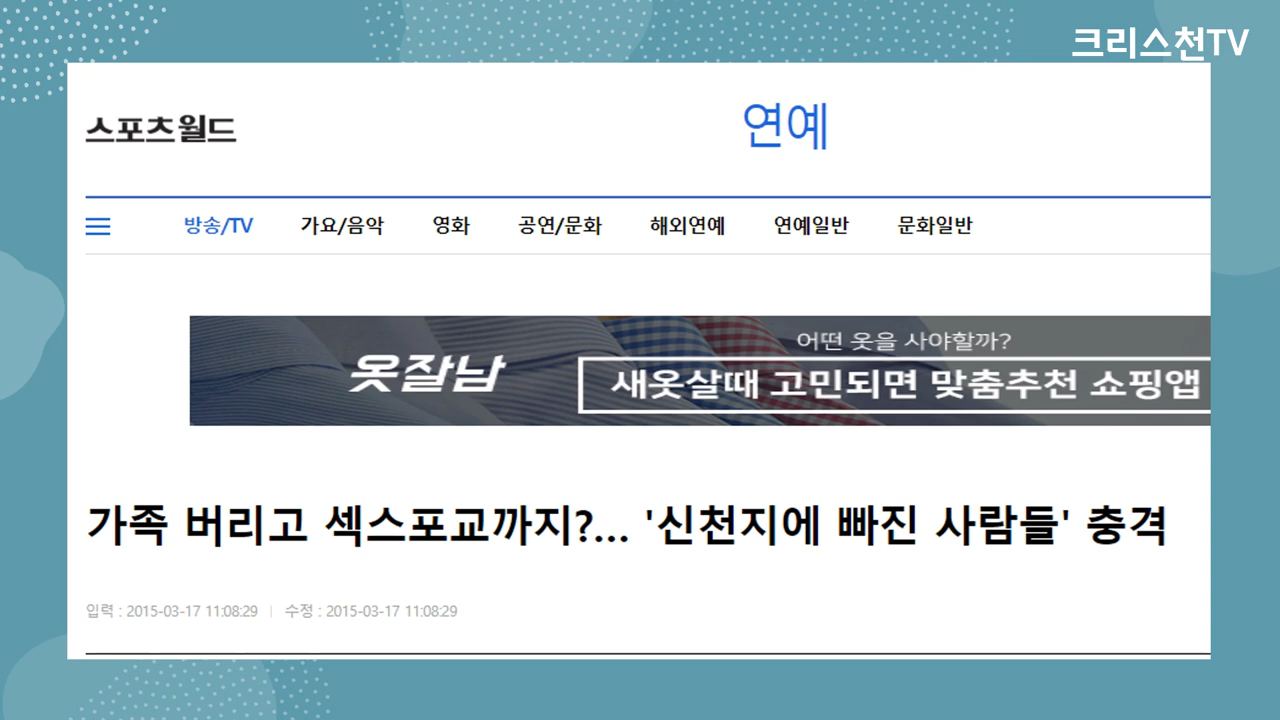 크리스천TV
스포츠월드
연예
방송/TV 가요/음악 영화 공연/문화 해외연예 연예일반 문화일반
어떤 옷을 사야할까?
옷잘남
새옷살때 고민되면 맞춤추천 쇼핑앱
가족 버리고 섹스포교까지?... '신천지에 빠진 사람들' 충격
입력 : 2015-03-17 11:08:29 | 수정 : 2015-03-17 11:08:29